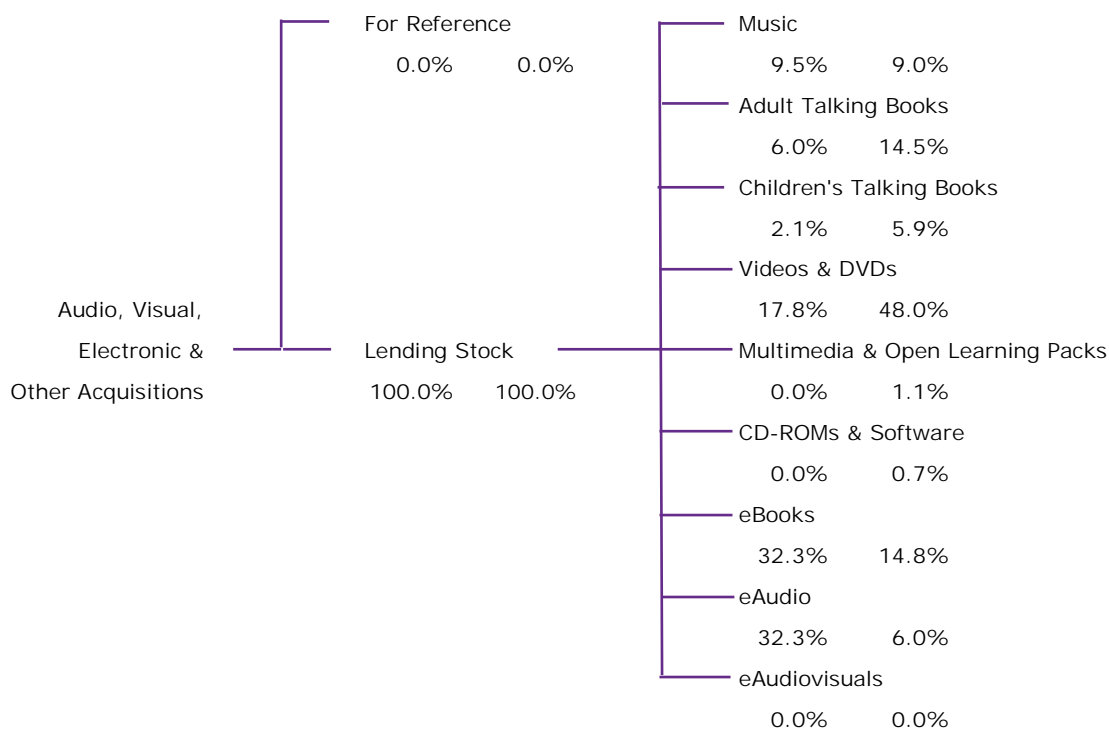 For Reference
0.0% 0.0%
Audio, Visual,
Electronic &
Other Acquisitions
Lending Stock
100.0% 100.0%
Music
9.5% 9.0%
Adult Talking Books
6.0% 14.5%
Children's Talking Books
2.1% 5.9%
Videos & DVDs
17.8% 48.0%
Multimedia & Open Learning Packs
0.0% 1.1%
CD-ROMs & Software
0.0% 0.7%
eBooks
32.3% 14.8%
eAudio
32.3% 6.0%
eAudiovisuals
0.0% 0.0%